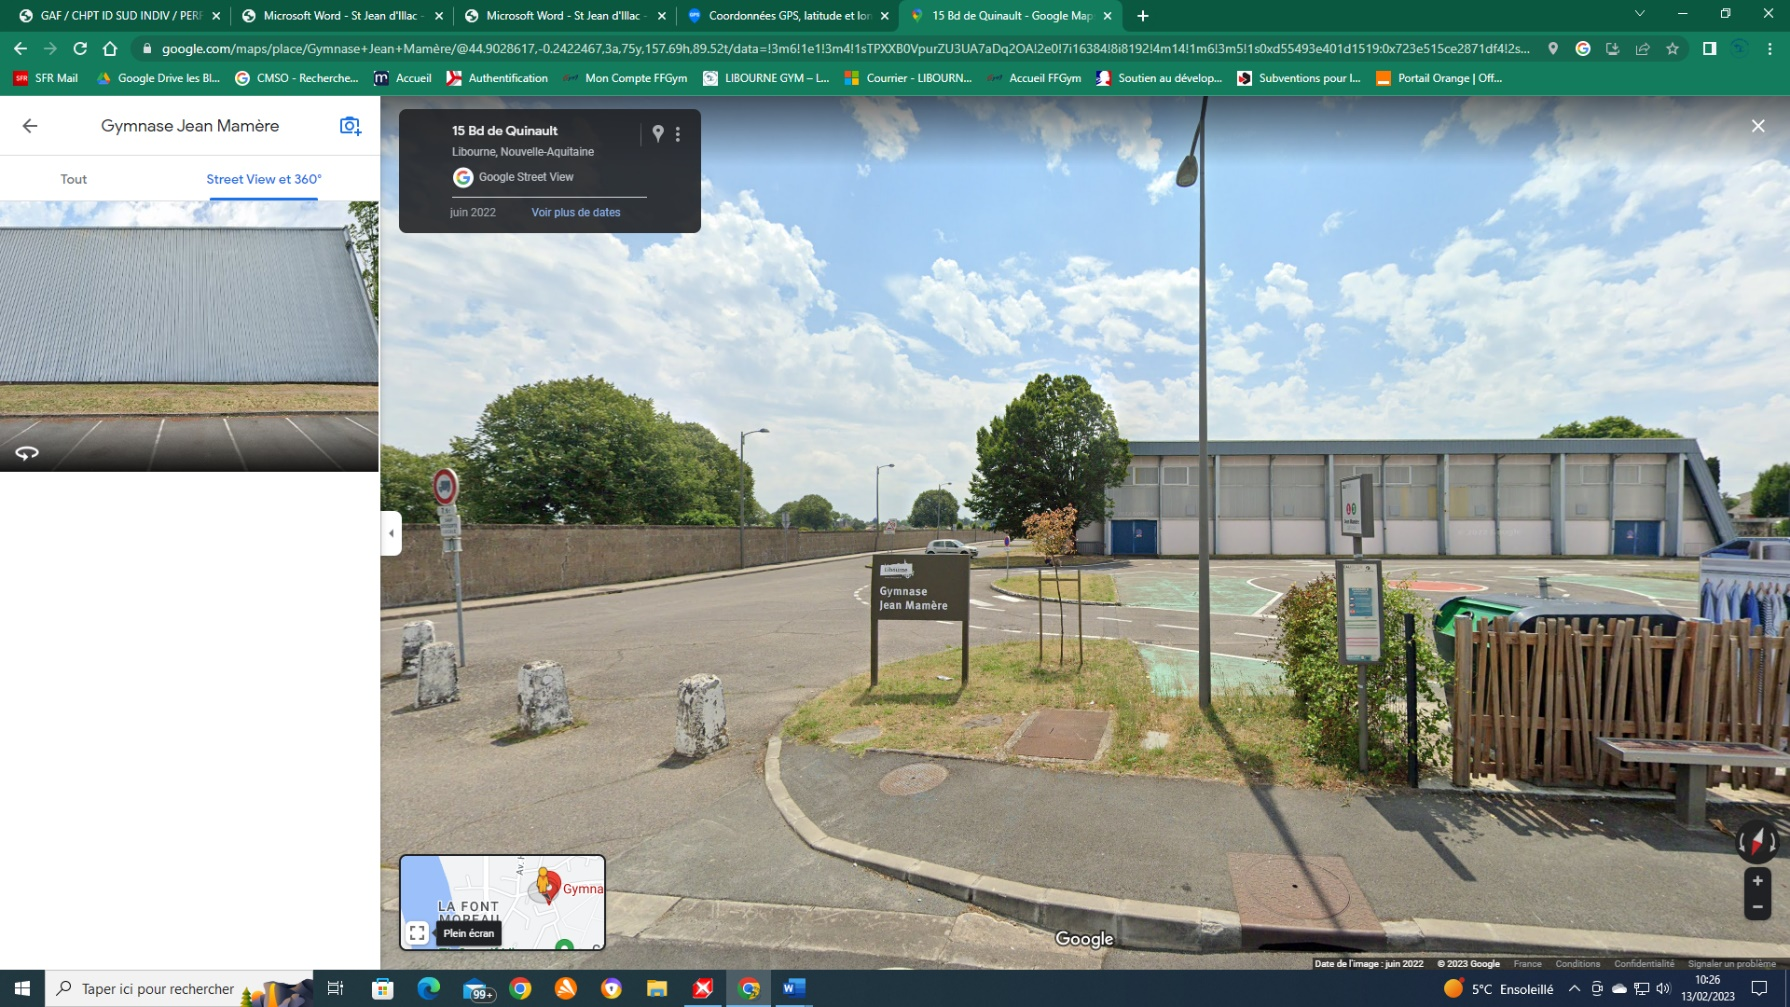 GAF / CHPT ID SUD INDIV / PERF
Microsoft Word - St Jean d'Illac -
Microsoft Word - St Jean d'Illac -
Coordonnées GPS, latitude et lon
15 Bd de Quinault - Google Maps
google.com/maps/place/Gymnase+Jean+Mamère/@44.9028617,-0.2422467,3a,75y,157.69h,89.52t/data=!3m6!1e1!3m4!1sTPXXB0VpurZU3UA7aDq2OA!2e0!7i16384!8i8192!4m14!1m6!3m5!1s0xd55493e401d1519:0x723e515ce2871df4!2s...
SFR Mail
Google Drive les Bl...
CMSO - Recherche...
Accueil
Authentification
Mon Compte FFGym
LIBOURNE GYM – L...
Courrier - LIBOURN...
Accueil FFGym
Soutien au dévelop...
Subventions pour l...
Portail Orange | Off...
Gymnase Jean Mamère
Tout
Street View et 360°
15 Bd de Quinault
Libourne, Nouvelle-Aquitaine
Google Street View
juin 2022
Voir plus de dates
Libourne
Gymnase
Jean Mamère
Av. H
Gymna
LA FONT
MOREAU
Plein écran
Google
Date de l'image : juin 2022
© 2023 Google
France
Conditions
Confidentialité
Signaler un problème
Taper ici pour rechercher
99+
5°C Ensoleillé
10:26
13/02/2023